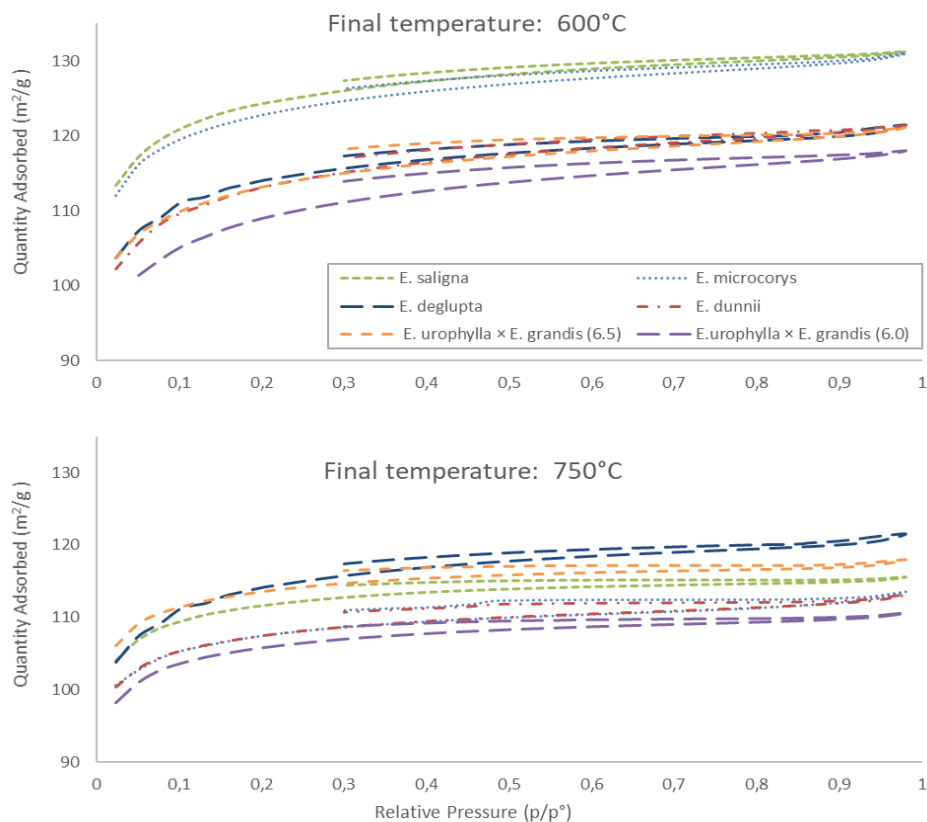 Final temperature: 600°C
Quantity Adsorbed (m²/g)
130
120
110
100
90
E. saligna
E. microcorys
E. deglupta
E. dunnii
E. urophylla × E. grandis (6.5)
E.urophylla × E. grandis (6.0)
0 0,1 0,2 0,3 0,4 0,5 0,6 0,7 0,8 0,9 1
Final temperature: 750°C
Quantity Adsorbed (m²/g )
130
120
110
100
90
0 0,1 0,2 0,3 0,4 0,5 0,6 0,7 0,8 0,9 1
Relative Pressure (p/p°)